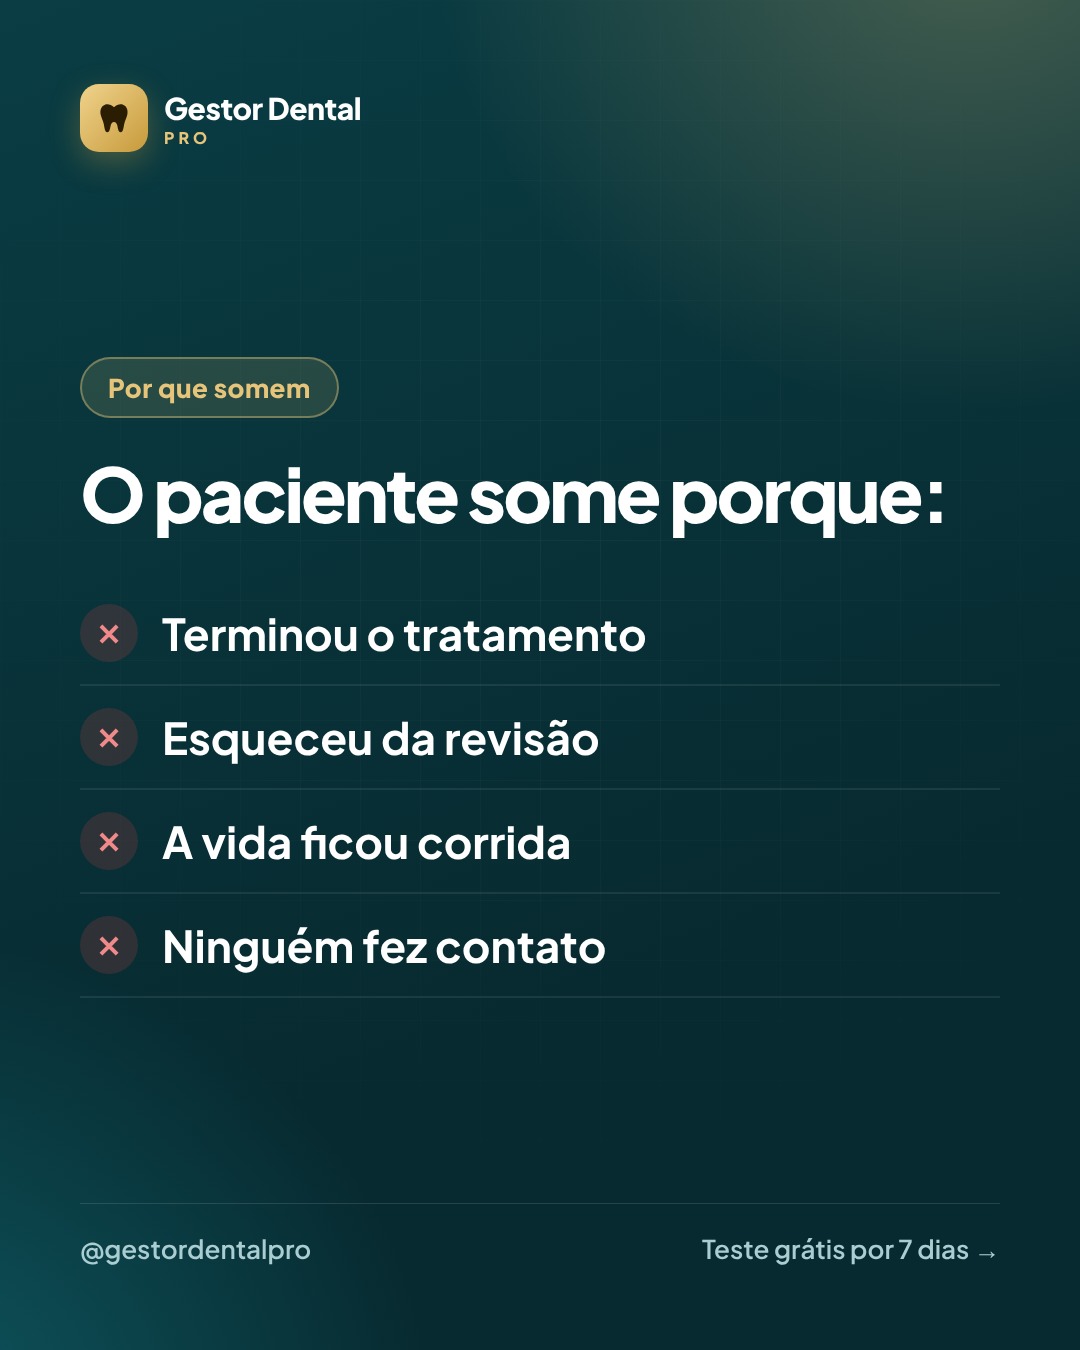 Gestor Dental
PRO
Por que somem
O paciente some porque:
Terminou o tratamento
Esqueceu da revisão
A vida ficou corrida
Ninguém fez contato
@gestordentalpro
Teste grátis por 7 dias →